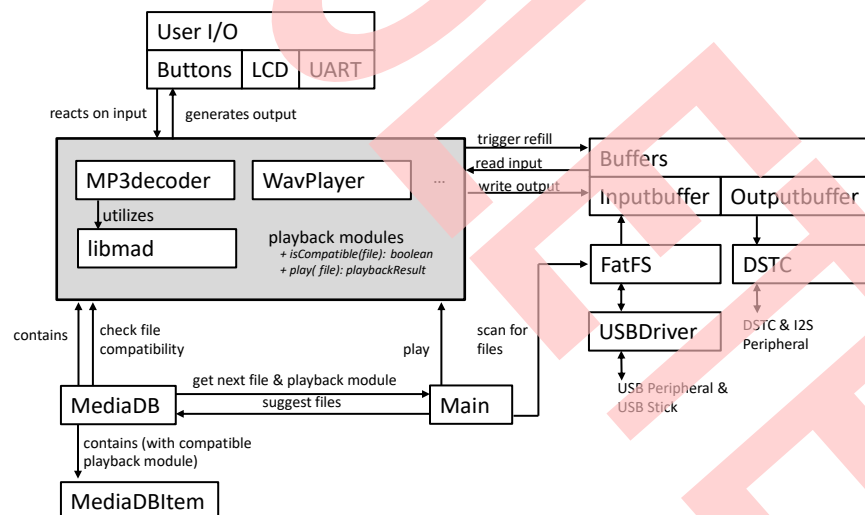 User I/O
Buttons LCD UART
reacts on input generates output
trigger refill
read input
write output
Buffers
Inputbuffer Outputbuffer
MP3decoder WavPlayer ...
utilizes
libmad
playback modules
+ isCompatible(file): boolean
+ play( file): playbackResult
FatFS DSTC
USBDriver
DSTC & I2S
Peripheral
USB Peripheral &
USB Stick
contains
check file
compatibility
play
scan for
files
MediaDB
get next file & playback module
suggest files
Main
contains (with compatible
playback module)
MediaDBItem